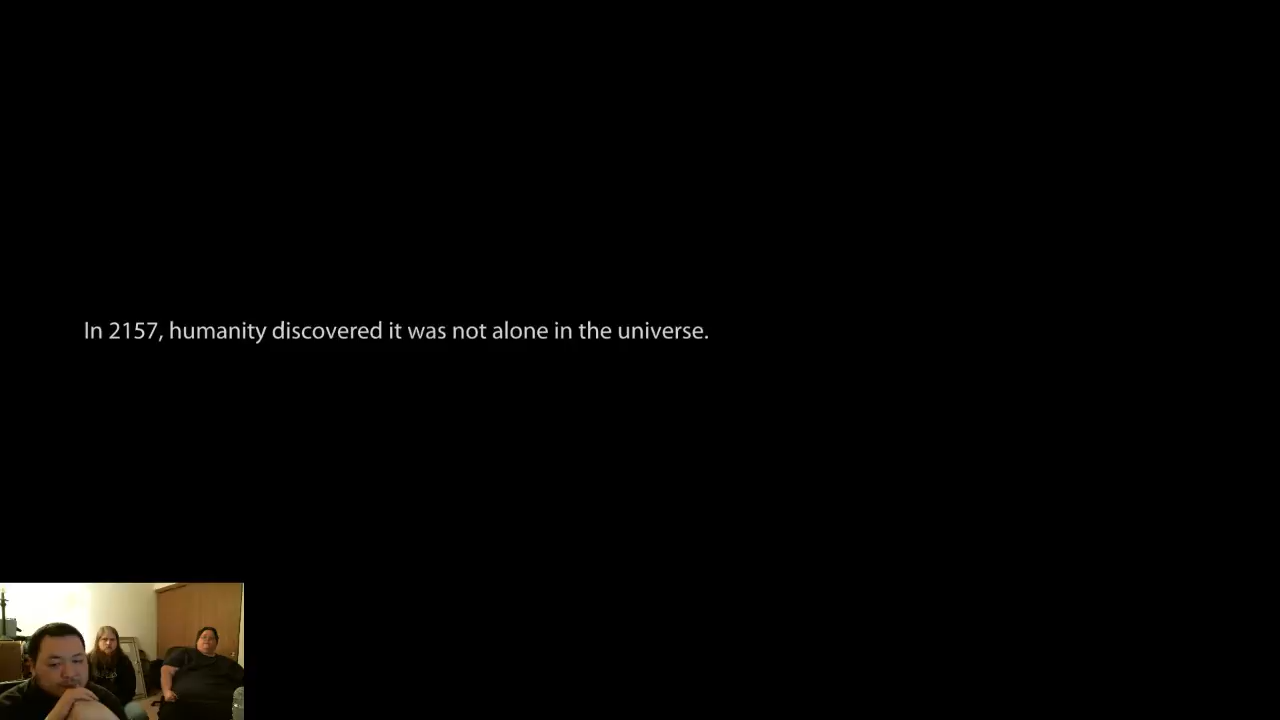 In 2157, humanity discovered it was not alone in the universe.